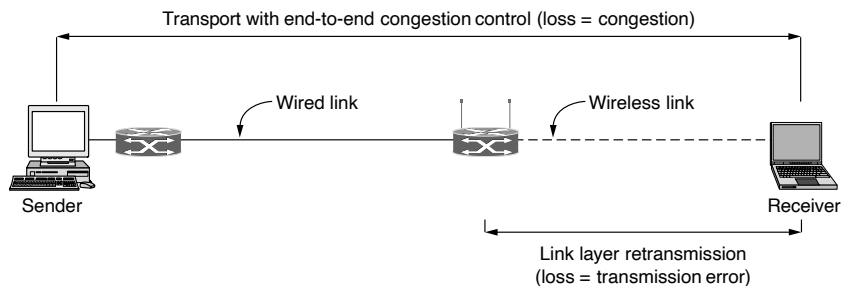 Transport with end-to-end congestion control (loss = congestion)
Wired link
Wireless link
Sender
Receiver
Link layer retransmission
(loss = transmission error)